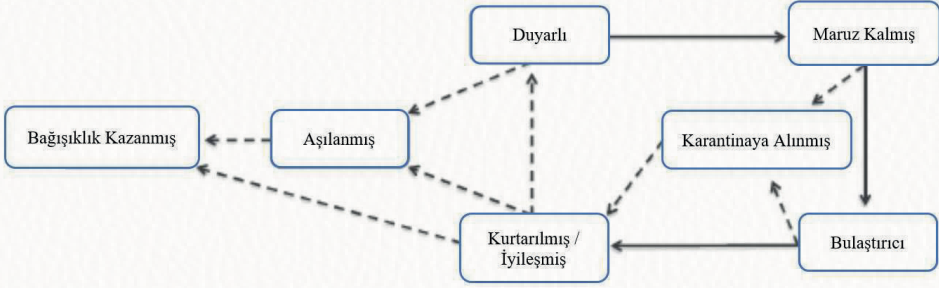 Duyarlı
Maruz Kalmış
Bağışıklık Kazanmış
Aşılanmış
Karantinaya Alınmış
Kurtarılmış /
İyileşmiş
Bulaştırıcı